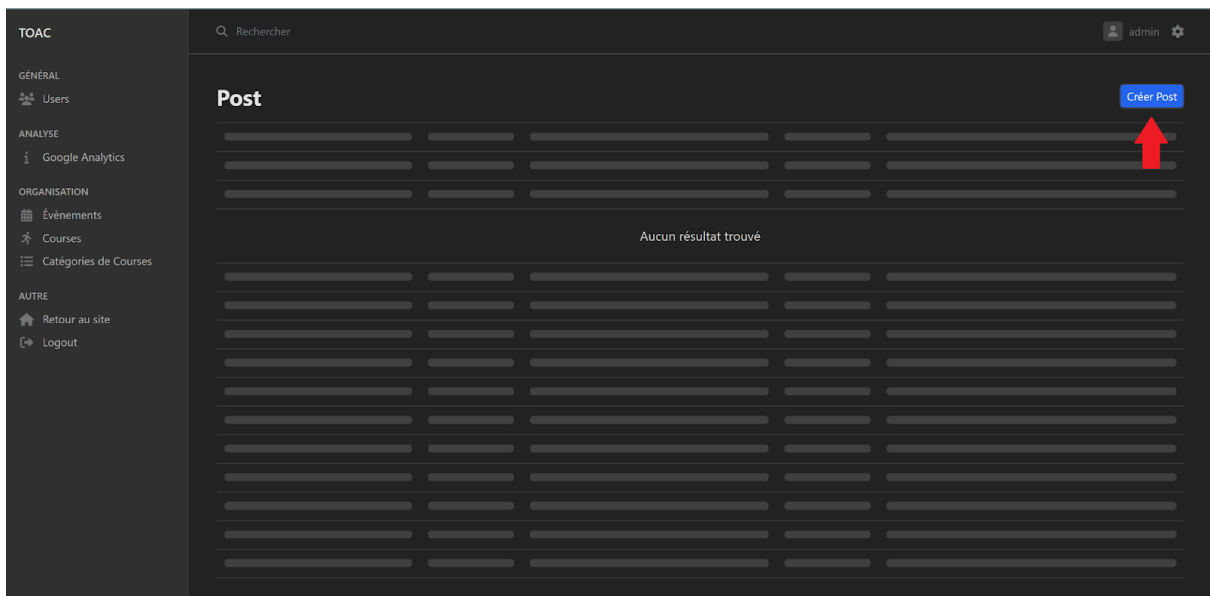 TOAC
Rechercher
admin
GÉNÉRAL
Users
ANALYSE
Google Analytics
ORGANISATION
Évènements
Courses
Catégories de Courses
AUTRE
Retour au site
Logout
Post
Créer Post
Aucun résultat trouvé